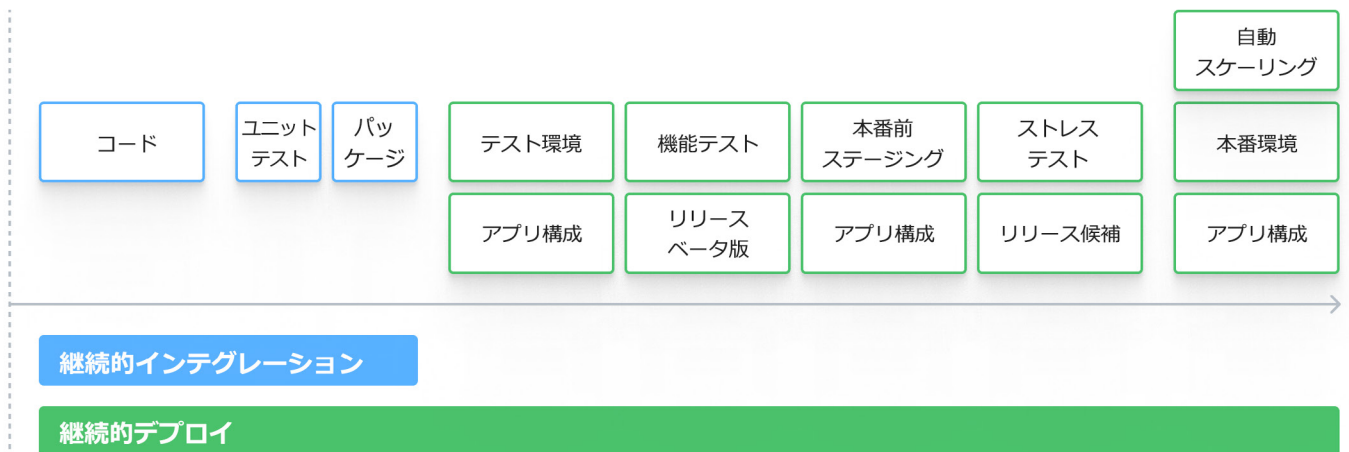 自動
スケーリング
コード
ユニット
テスト
パッ
ケージ
テスト環境
機能テスト
本番前
ステージング
ストレス
テスト
本番環境
アプリ構成
リリース
ベータ版
アプリ構成
リリース候補
アプリ構成
継続的インテグレーション
継続的デプロイ